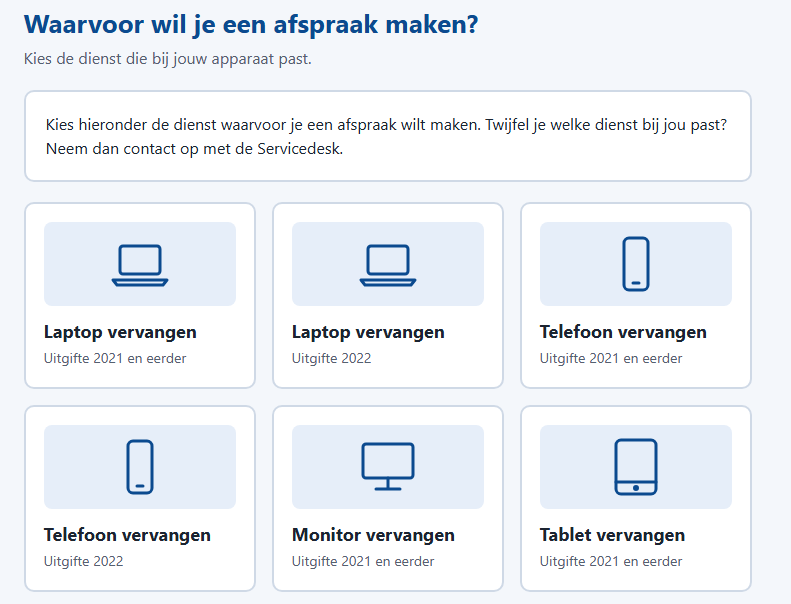 Waarvoor wil je een afspraak maken?
Kies de dienst die bij jouw apparaat past.
Kies hieronder de dienst waarvoor je een afspraak wilt maken. Twijfel je welke dienst bij jou past?
Neem dan contact op met de Servicedesk.
Laptop vervangen
Uitgifte 2021 en eerder
Laptop vervangen
Uitgifte 2022
Telefoon vervangen
Uitgifte 2021 en eerder
Telefoon vervangen
Uitgifte 2022
Monitor vervangen
Uitgifte 2021 en eerder
Tablet vervangen
Uitgifte 2021 en eerder